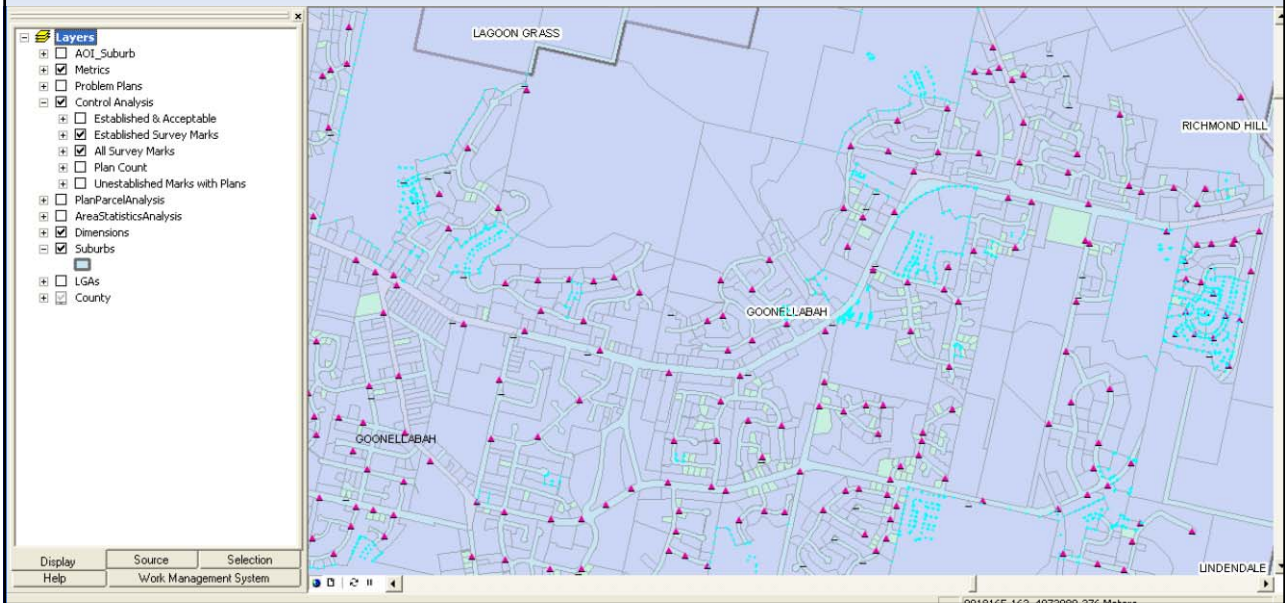 Layers
AOI_Suburb
Metrics
Problem Plans
Control Analysis
Established & Acceptable
Established Survey Marks
All Survey Marks
Plan Count
Unestablished Marks with Plans
PlanParcelAnalysis
AreaStatisticsAnalysis
Dimensions
Suburbs
LGAs
County
Display
Source
Selection
Help
Work Management System
LAGOON GRASS
RICHMOND HILL
GOONELLABAH
GOONELLABAH
LINDENDALE
Meters